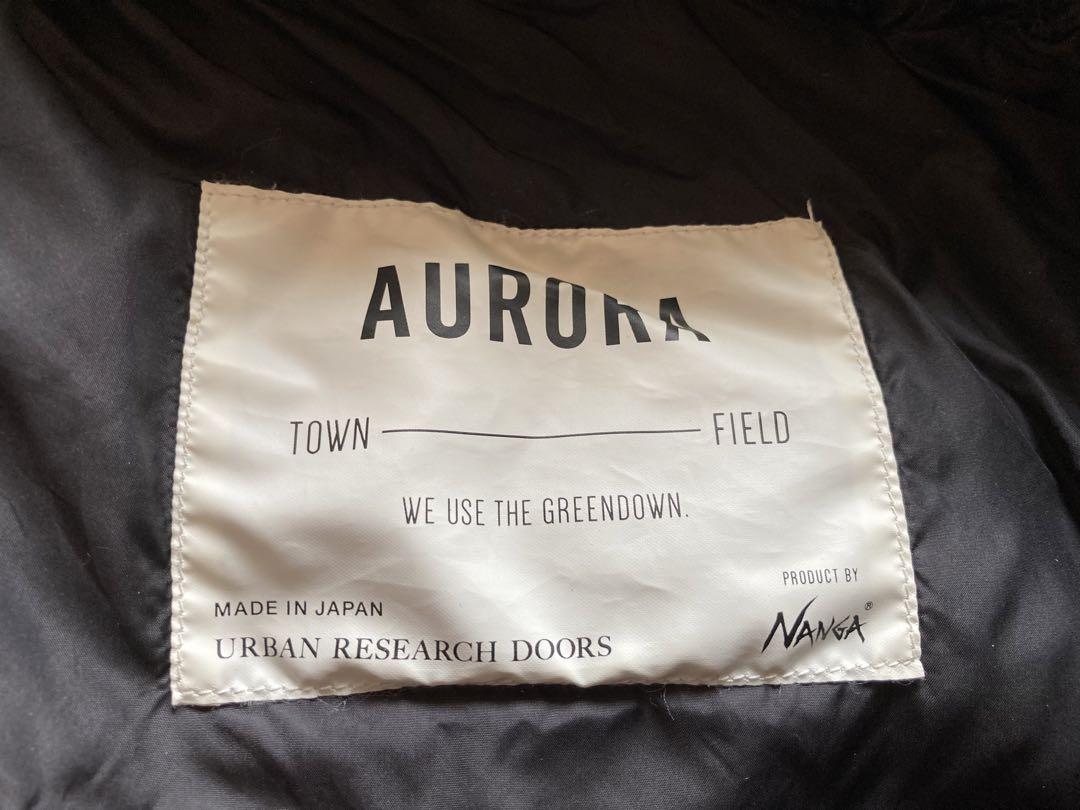 AURORA
TOWN FIELD
WE USE THE GREENDOWN.
PRODUCT BY
NANGA®
MADE IN JAPAN
URBAN RESEARCH DOORS